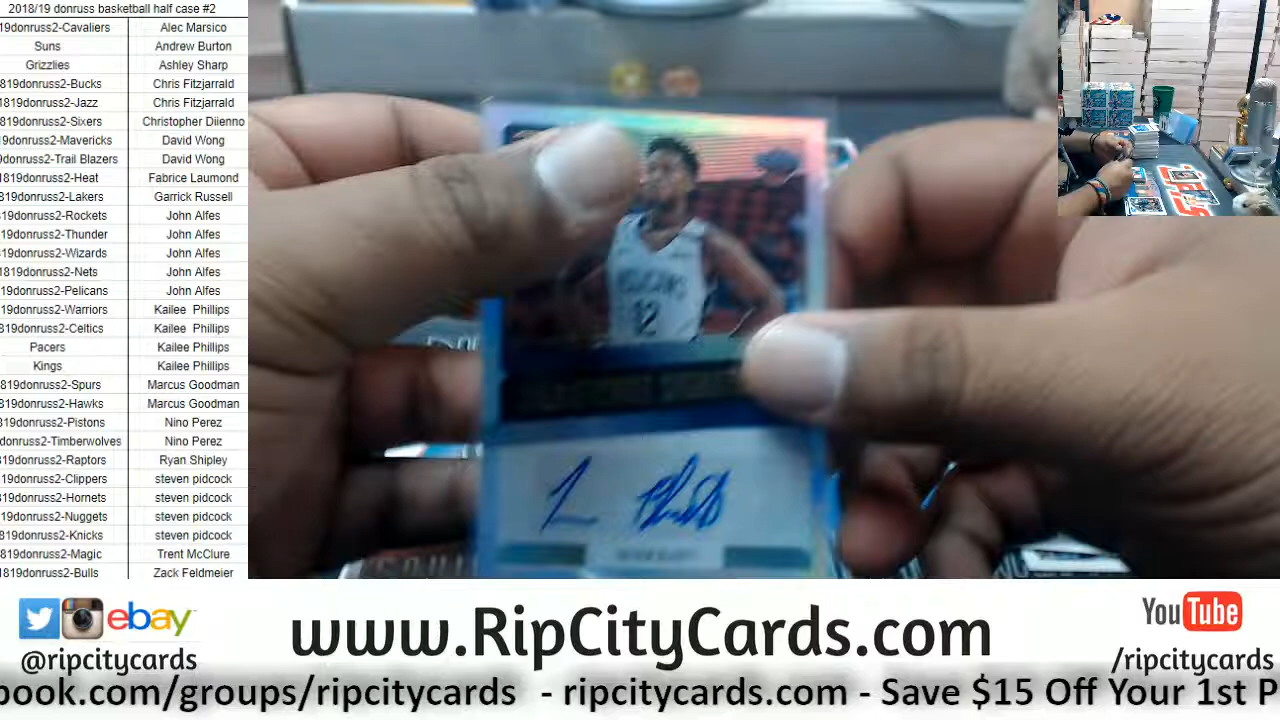 2018/19 donruss basketball half case #2
19donruss2-Cavaliers Alec Marsico
Suns Andrew Burton
Grizzlies Ashley Sharp
819donruss2-Bucks Chris Fitzjarrald
1819donruss2-Jazz Chris Fitzjarrald
819donruss2-Sixers Christopher Diienno
19donruss2-Mavericks David Wong
donruss2-Trail Blazers David Wong
819donruss2-Heat Fabrice Laumond
19donruss2-Lakers Garrick Russell
19donruss2-Rockets John Alfes
19donruss2-Thunder John Alfes
19donruss2-Wizards John Alfes
1819donruss2-Nets John Alfes
819donruss2-Pelicans John Alfes
19donruss2-Warriors Kailee Phillips
819donruss2-Celtics Kailee Phillips
Pacers Kailee Phillips
Kings Kailee Phillips
819donruss2-Spurs Marcus Goodman
819donruss2-Hawks Marcus Goodman
819donruss2-Pistons Nino Perez
donruss2-Timberwolves Nino Perez
819donruss2-Raptors Ryan Shipley
19donruss2-Clippers steven pidcock
19donruss2-Hornets steven pidcock
19donruss2-Nuggets steven pidcock
819donruss2-Knicks steven pidcock
819donruss2-Magic Trent McClure
1819donruss2-Bulls Zack Feldmeier
12
ebay
@ripcitycards
www.RipCityCards.com
YouTube
/ripcitycards
book.com/groups/ripcitycards - ripcitycards.com - Save $15 Off Your 1st P